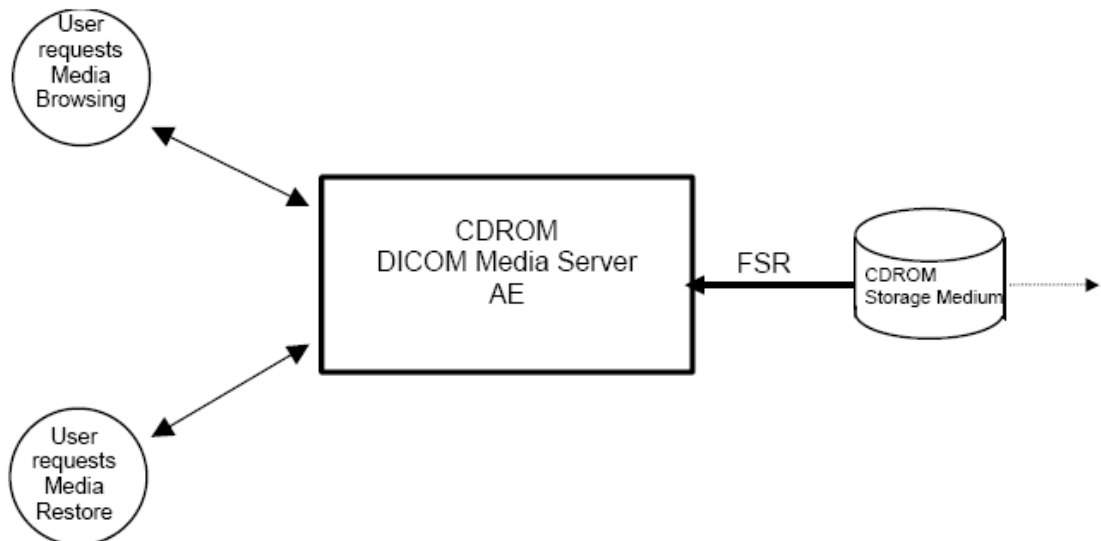 User
requests
Media
Browsing
CDROM
DICOM Media Server
AE
FSR
CDROM
Storage Medium
User
requests
Media
Restore